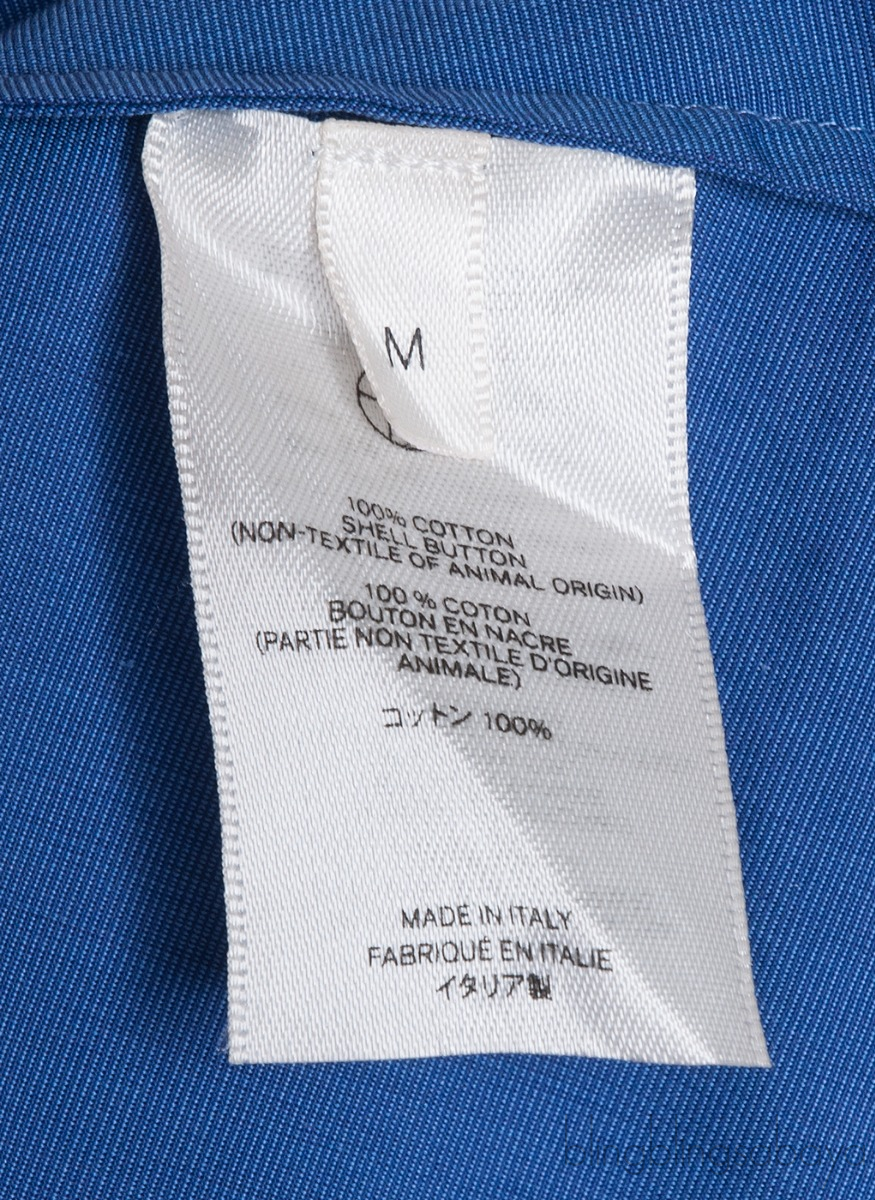 M
100% COTTON
SHELL BUTTON
(NON-TEXTILE OF ANIMAL ORIGIN)
100 % COTON
BOUTON EN NACRE
(PARTIE NON TEXTILE D'ORIGINE
ANIMALE)
コットン 100%
MADE IN ITALY
FABRIQUÉ EN ITALIE
イタリア製